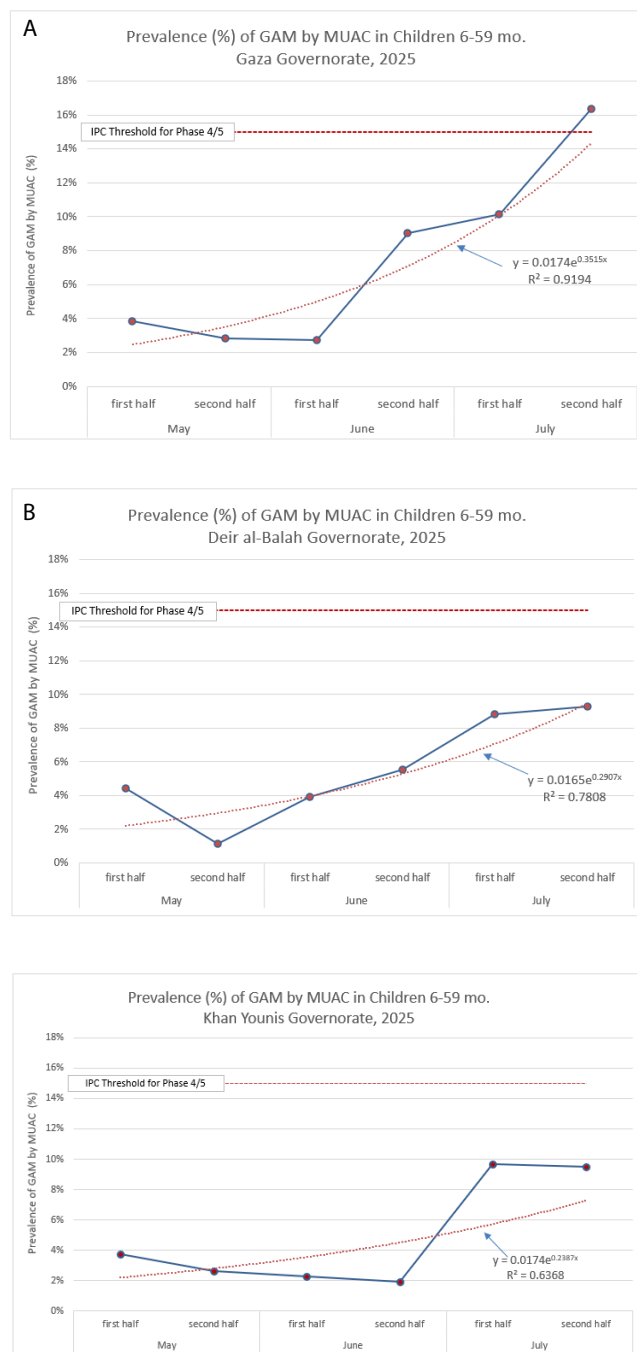 A
Prevalence (%) of GAM by MUAC in Children 6-59 mo.
Gaza Governorate, 2025
Prevalence of GAM by MUAC (%)
18%
16%
IPC Threshold for Phase 4/5
14%
12%
10%
8%
6%
4%
2%
0%
y = 0.0174e^0.3515x
R² = 0.9194
first half second half first half second half first half second half
May June July
B
Prevalence (%) of GAM by MUAC in Children 6-59 mo.
Deir al-Balah Governorate, 2025
Prevalence of GAM by MUAC (%)
18%
16%
IPC Threshold for Phase 4/5
14%
12%
10%
8%
6%
4%
2%
0%
y = 0.0165e^0.2907x
R² = 0.7808
first half second half first half second half first half second half
May June July
Prevalence (%) of GAM by MUAC in Children 6-59 mo.
Khan Younis Governorate, 2025
Prevalence of GAM by MUAC (%)
18%
16%
IPC Threshold for Phase 4/5
14%
12%
10%
8%
6%
4%
2%
0%
y = 0.0174e^0.2387x
R² = 0.6368
first half second half first half second half first half second half
May June July